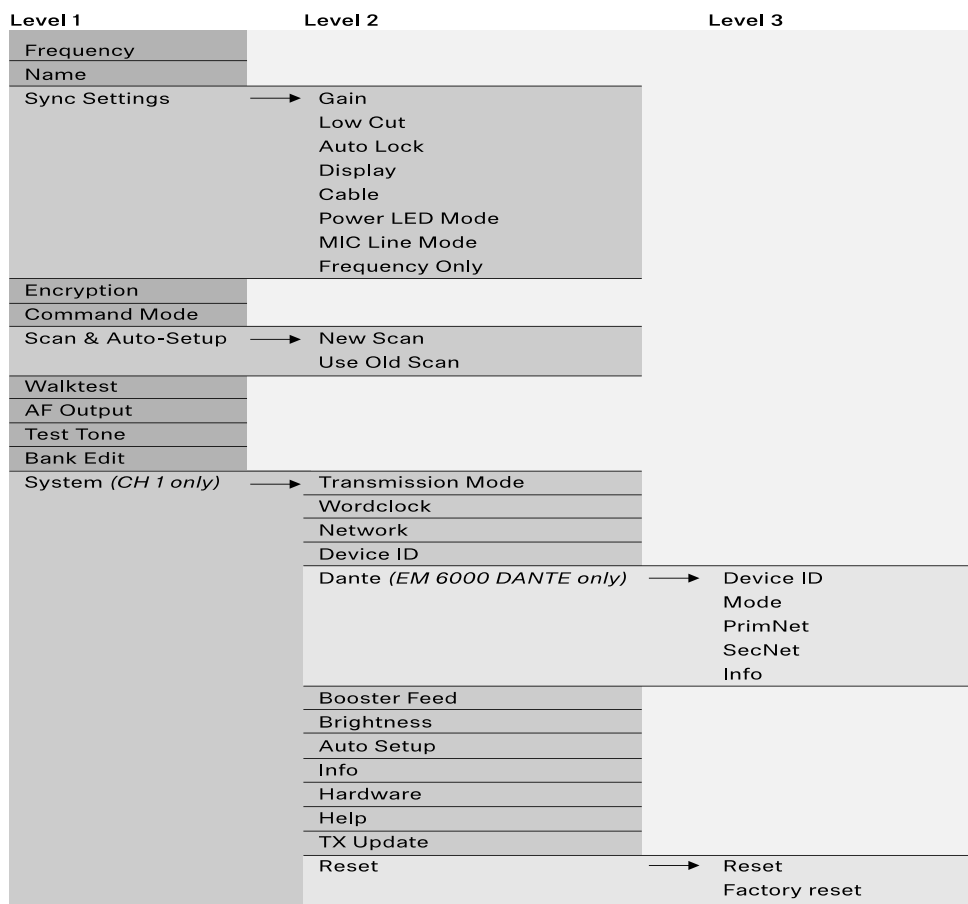 Level 1 Level 2 Level 3
Frequency
Name
Sync Settings Gain
Low Cut
Auto Lock
Display
Cable
Power LED Mode
MIC Line Mode
Frequency Only
Encryption
Command Mode
Scan & Auto-Setup New Scan
Use Old Scan
Walktest
AF Output
Test Tone
Bank Edit
System (CH 1 only) Transmission Mode
Wordclock
Network
Device ID
Dante (EM 6000 DANTE only) Device ID
Mode
PrimNet
SecNet
Info
Booster Feed
Brightness
Auto Setup
Info
Hardware
Help
TX Update
Reset Reset
Factory reset